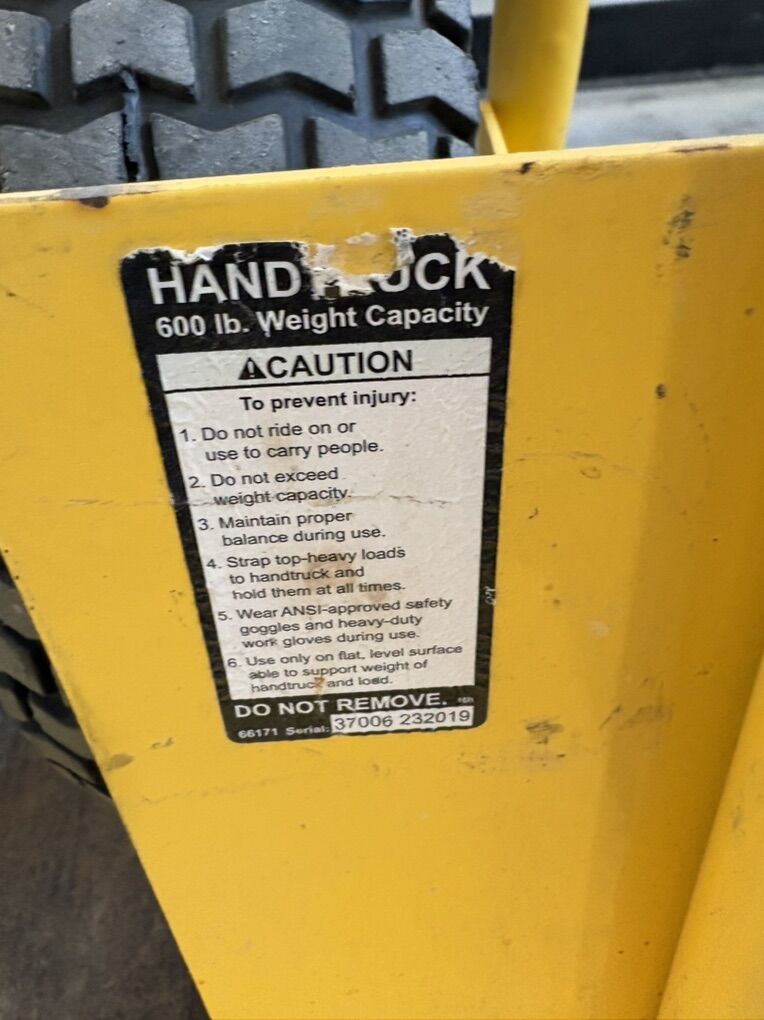 HAND
600 lb. Weight Capacity
⚠CAUTION
To prevent injury:
1. Do not ride on or
use to carry people.
2. Do not exceed
weight capacity.
3. Maintain proper
balance during use.
4. Strap top-heavy loads
to handtruck and
hold them at all times.
5. Wear ANSI-approved safety
goggles and heavy-duty
work gloves during use.
6. Use only on flat, level surface
able to support weight of
handtruck and load.
DO NOT REMOVE.
66171 Serial: 37006 232019